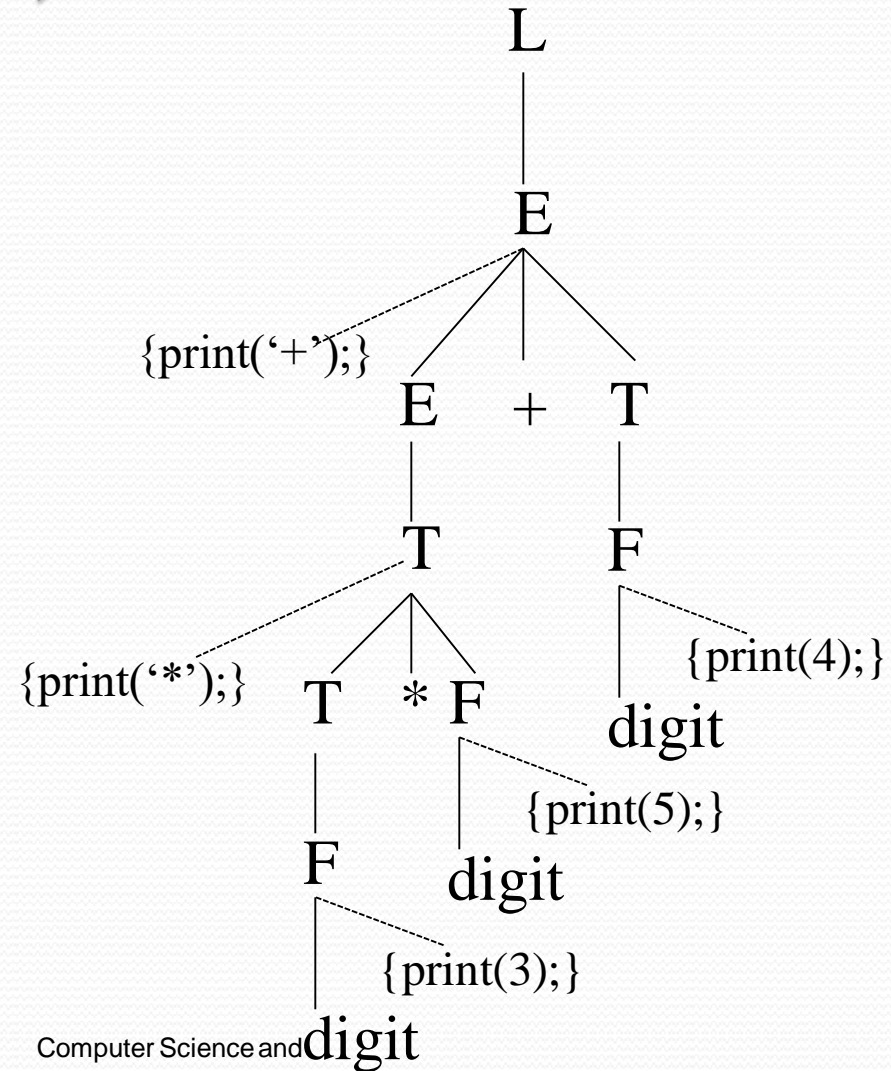 L
E
{print(‘+’);}
E + T
T F
{print(4);}
{print(‘*’);}
T * F
digit
{print(5);}
F
digit
{print(3);}
digit
Computer Science and